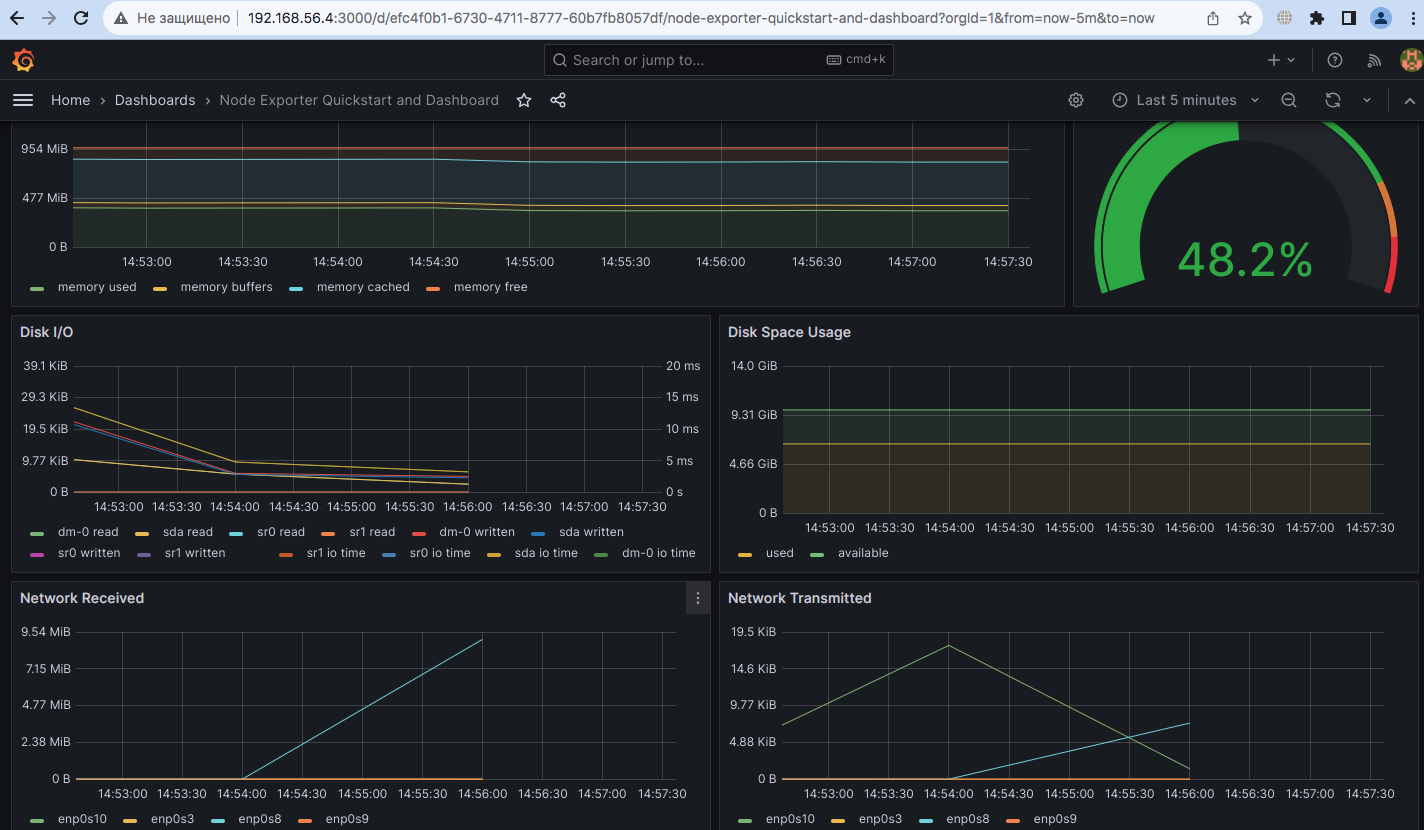 Не защищено 192.168.56.4:3000/d/efc4f0b1-6730-4711-8777-60b7fb8057df/node-exporter-quickstart-and-dashboard?orgId=1&from=now-5m&to=now
Search or jump to... cmd+k
Home › Dashboards › Node Exporter Quickstart and Dashboard Last 5 minutes
954 MiB
477 MiB
0 B
14:53:00 14:53:30 14:54:00 14:54:30 14:55:00 14:55:30 14:56:00 14:56:30 14:57:00 14:57:30
memory used memory buffers memory cached memory free
48.2%
Disk I/O
39.1 KiB 20 ms
29.3 KiB 15 ms
19.5 KiB 10 ms
9.77 KiB 5 ms
0 B 0 s
14:53:00 14:53:30 14:54:00 14:54:30 14:55:00 14:55:30 14:56:00 14:56:30 14:57:00 14:57:30
dm-0 read sda read sr0 read sr1 read dm-0 written sda written
sr0 written sr1 written sr1 io time sr0 io time sda io time dm-0 io time
Disk Space Usage
14.0 GiB
9.31 GiB
4.66 GiB
0 B
14:53:00 14:53:30 14:54:00 14:54:30 14:55:00 14:55:30 14:56:00 14:56:30 14:57:00 14:57:30
used available
Network Received
9.54 MiB
7.15 MiB
4.77 MiB
2.38 MiB
0 B
14:53:00 14:53:30 14:54:00 14:54:30 14:55:00 14:55:30 14:56:00 14:56:30 14:57:00 14:57:30
enp0s10 enp0s3 enp0s8 enp0s9
Network Transmitted
19.5 KiB
14.6 KiB
9.77 KiB
4.88 KiB
0 B
14:53:00 14:53:30 14:54:00 14:54:30 14:55:00 14:55:30 14:56:00 14:56:30 14:57:00 14:57:30
enp0s10 enp0s3 enp0s8 enp0s9